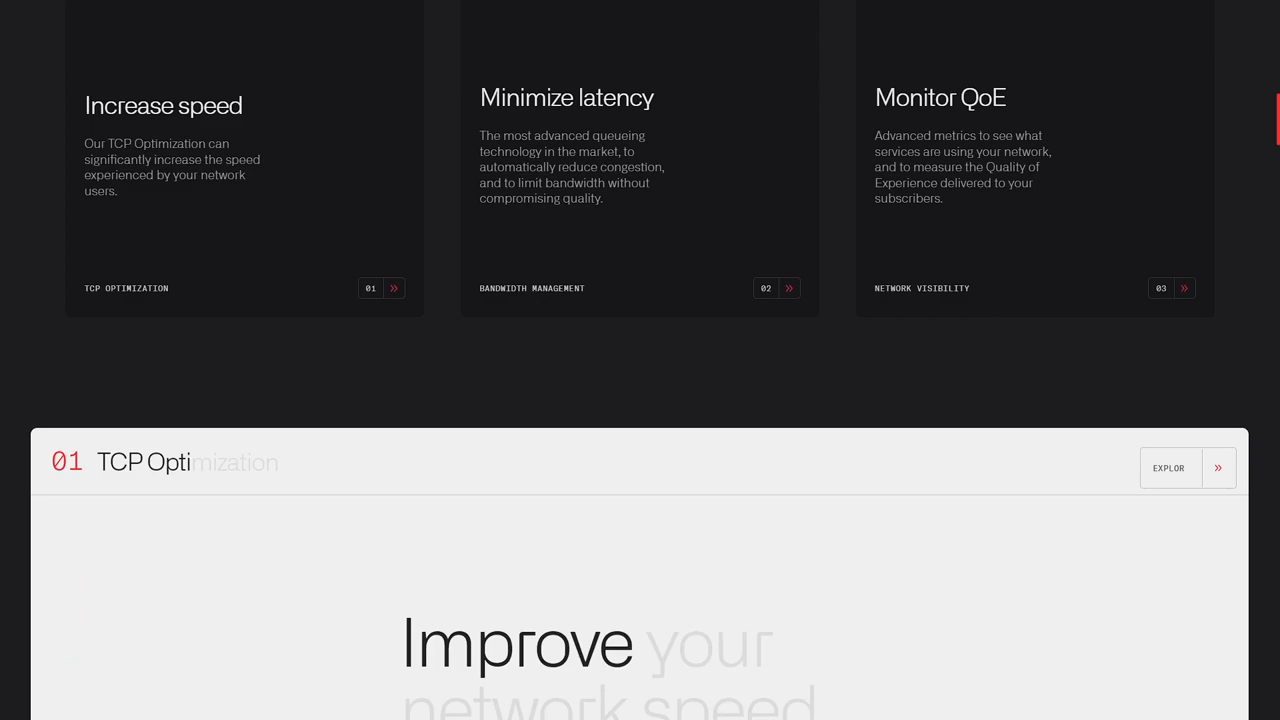 Increase speed
Our TCP Optimization can
significantly increase the speed
experienced by your network
users.
TCP OPTIMIZATION
01
Minimize latency
The most advanced queueing
technology in the market, to
automatically reduce congestion,
and to limit bandwidth without
compromising quality.
BANDWIDTH MANAGEMENT
02
Monitor QoE
Advanced metrics to see what
services are using your network,
and to measure the Quality of
Experience delivered to your
subscribers.
NETWORK VISIBILITY
03
01 TCP Optimization
EXPLOR
Improve your
network speed